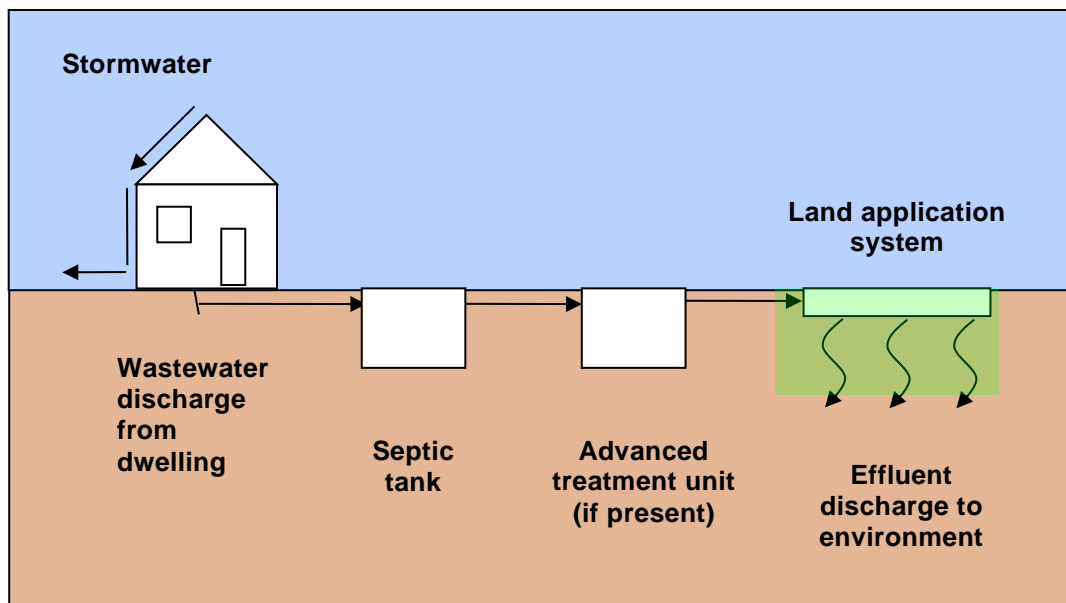 Stormwater
Land application
system
Wastewater
discharge
from
dwelling
Septic
tank
Advanced
treatment unit
(if present)
Effluent
discharge to
environment